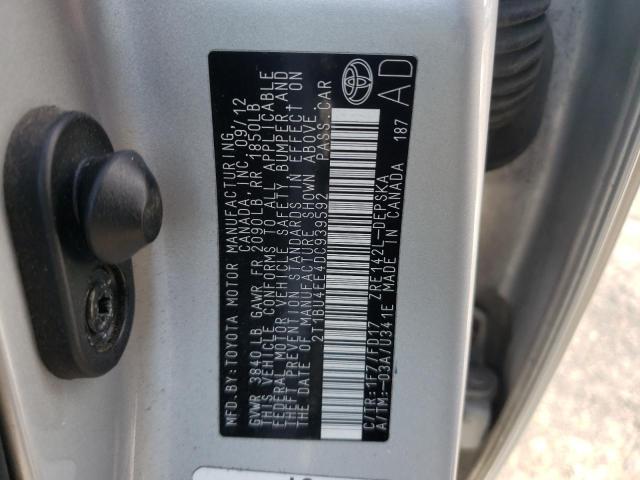 MFD.BY:TOYOTA MOTOR MANUFACTURING
CANADA, INC. 09/12
GVWR 3840LB GAWR FR 2090LB RR 1850LB
THIS VEHICLE CONFORMS TO ALL APPLICABLE
FEDERAL MOTOR VEHICLE SAFETY, BUMPER, AND
THEFT PREVENTION STANDARDS IN EFFECT ON
THE DATE OF MANUFACTURE SHOWN ABOVE.
2T1BU4EE4DC939592 PASS.CAR
C/TR:1F7/FD17 ZRE142L-DEPSKA
A/TM:-03A/U341E MADE IN CANADA 187
AD